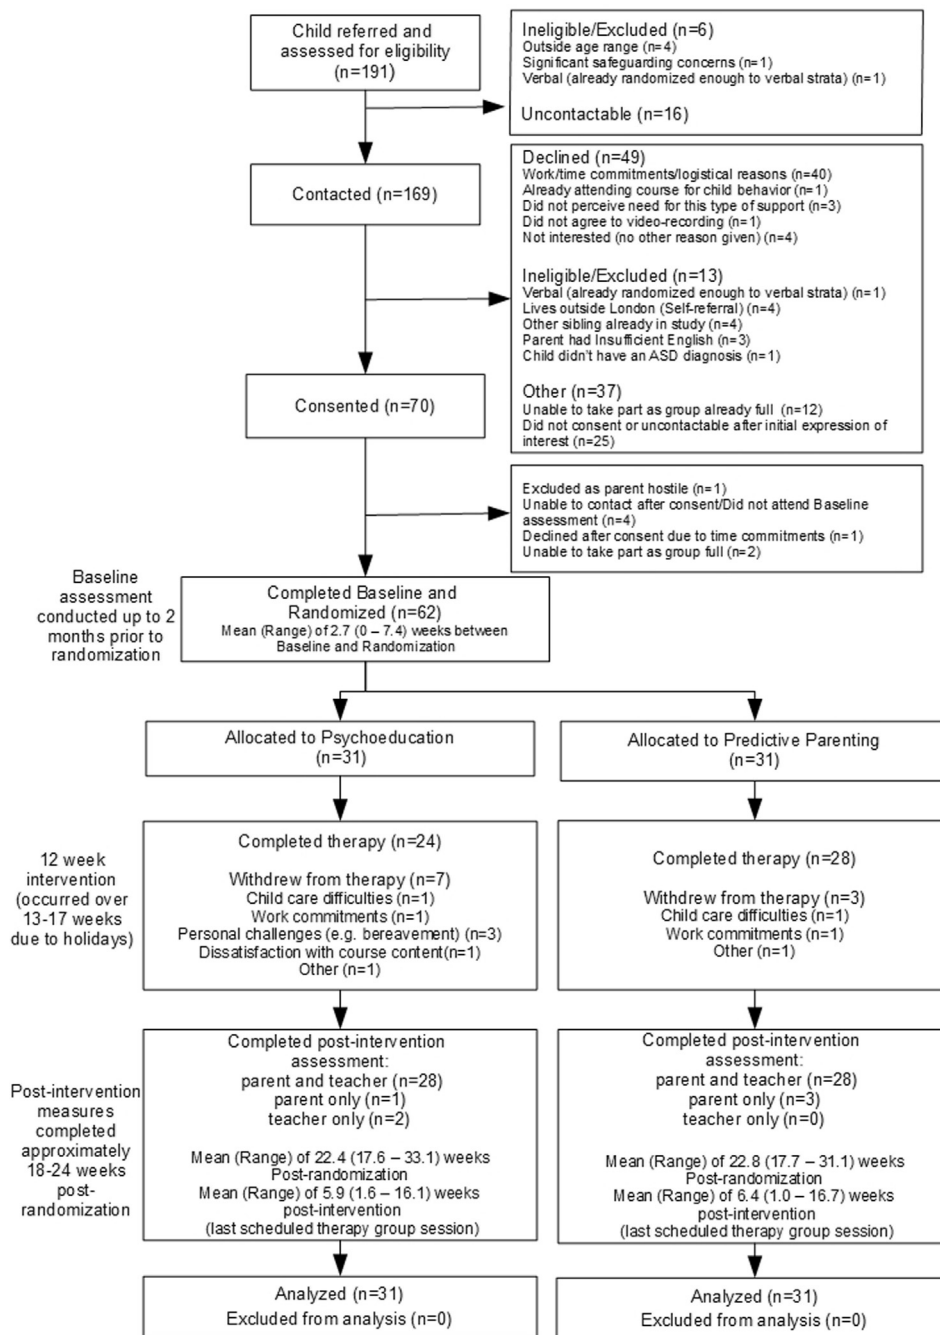 Child referred and
assessed for eligibility
(n=191)
Ineligible/Excluded (n=6)
Outside age range (n=4)
Significant safeguarding concerns (n=1)
Verbal (already randomized enough to verbal strata) (n=1)
Uncontactable (n=16)
Contacted (n=169)
Declined (n=49)
Work/time commitments/logistical reasons (n=40)
Already attending course for child behavior (n=1)
Did not perceive need for this type of support (n=3)
Did not agree to video-recording (n=1)
Not interested (no other reason given) (n=4)
Ineligible/Excluded (n=13)
Verbal (already randomized enough to verbal strata) (n=1)
Lives outside London (Self-referral) (n=4)
Other sibling already in study (n=4)
Parent had Insufficient English (n=3)
Child didn't have an ASD diagnosis (n=1)
Other (n=37)
Unable to take part as group already full (n=12)
Did not consent or uncontactable after initial expression of
interest (n=25)
Consented (n=70)
Excluded as parent hostile (n=1)
Unable to contact after consent/Did not attend Baseline
assessment (n=4)
Declined after consent due to time commitments (n=1)
Unable to take part as group full (n=2)
Baseline
assessment
conducted up to 2
months prior to
randomization
Completed Baseline and
Randomized (n=62)
Mean (Range) of 2.7 (0 – 7.4) weeks between
Baseline and Randomization
Allocated to Psychoeducation
(n=31)
Allocated to Predictive Parenting
(n=31)
12 week
intervention
(occurred over
13-17 weeks
due to holidays)
Completed therapy (n=24)
Withdrew from therapy (n=7)
Child care difficulties (n=1)
Work commitments (n=1)
Personal challenges (e.g. bereavement) (n=3)
Dissatisfaction with course content(n=1)
Other (n=1)
Completed therapy (n=28)
Withdrew from therapy (n=3)
Child care difficulties (n=1)
Work commitments (n=1)
Other (n=1)
Post-intervention
measures
completed
approximately
18-24 weeks
post-
randomization
Completed post-intervention
assessment:
parent and teacher (n=28)
parent only (n=1)
teacher only (n=2)
Mean (Range) of 22.4 (17.6 – 33.1) weeks
Post-randomization
Mean (Range) of 5.9 (1.6 – 16.1) weeks
post-intervention
(last scheduled therapy group session)
Completed post-intervention
assessment:
parent and teacher (n=28)
parent only (n=3)
teacher only (n=0)
Mean (Range) of 22.8 (17.7 – 31.1) weeks
Post-randomization
Mean (Range) of 6.4 (1.0 – 16.7) weeks
post-intervention
(last scheduled therapy group session)
Analyzed (n=31)
Excluded from analysis (n=0)
Analyzed (n=31)
Excluded from analysis (n=0)